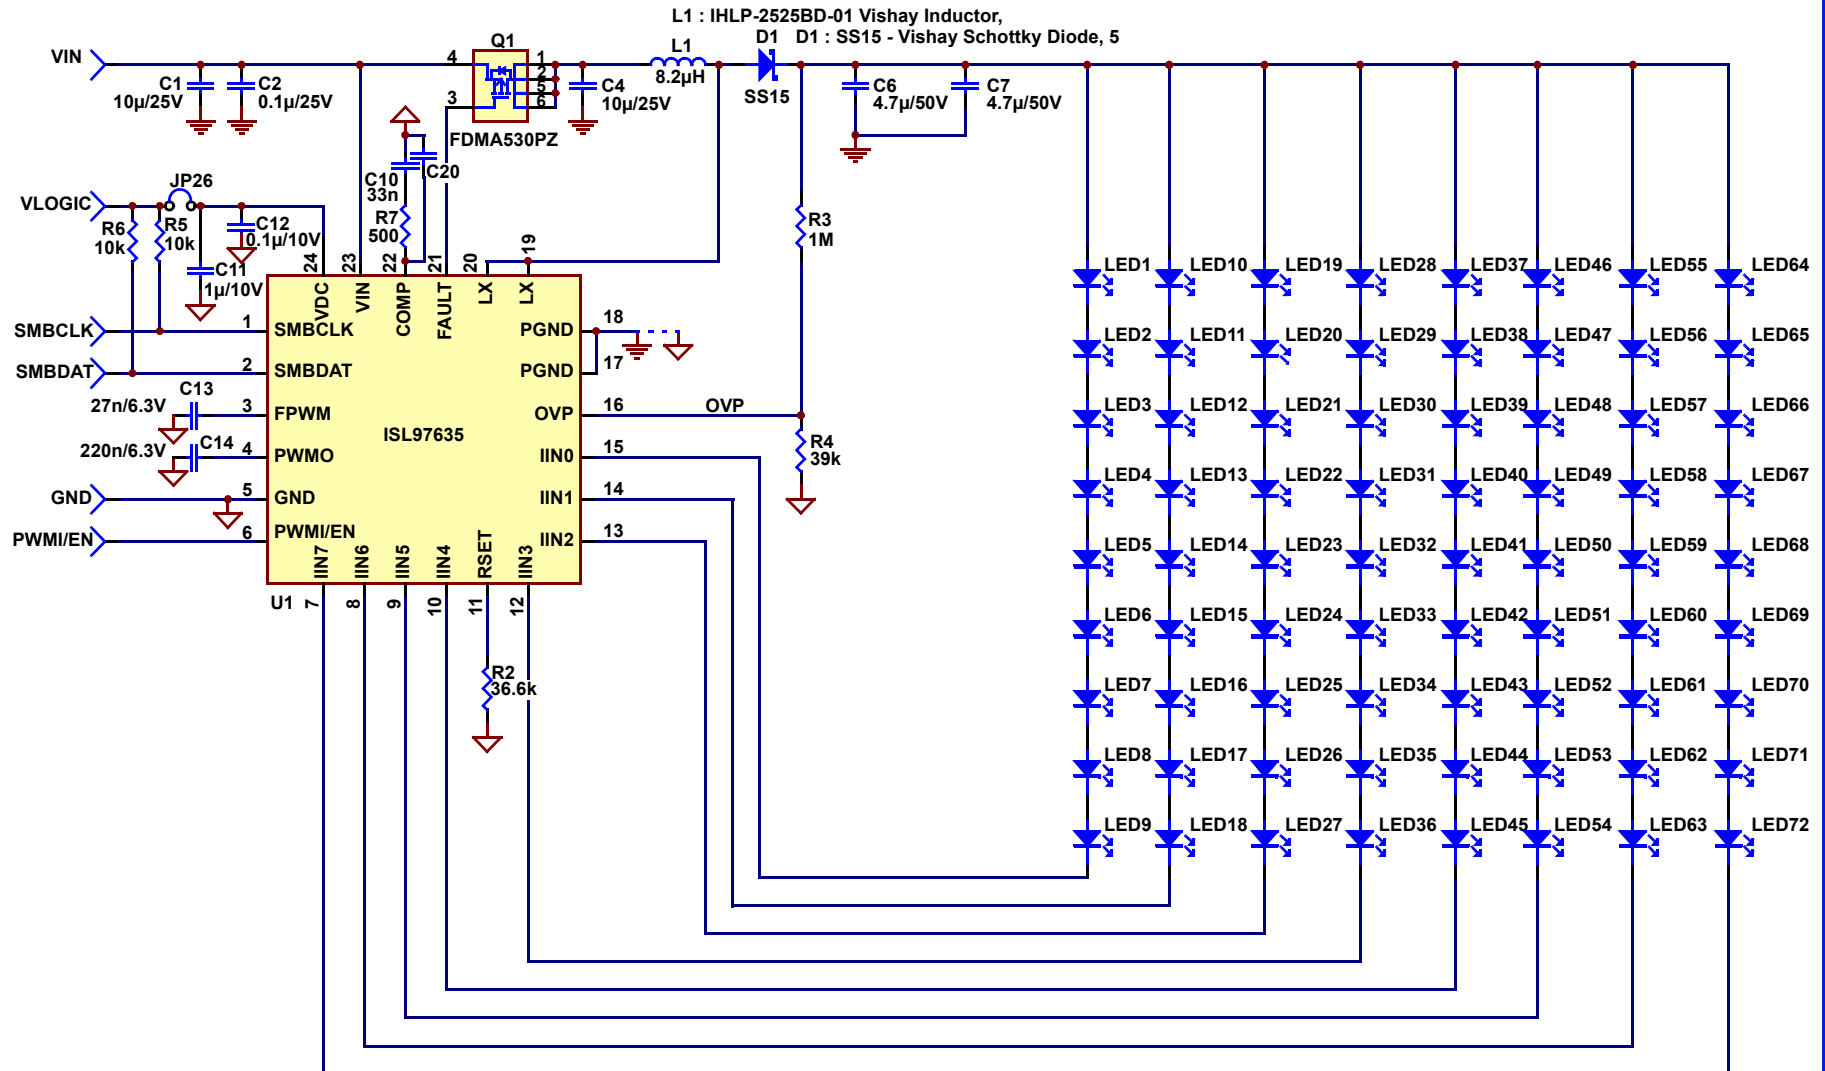 L1 : IHLP-2525BD-01 Vishay Inductor,
D1 D1 : SS15 - Vishay Schottky Diode, 5
VIN
C1
10µ/25V
C2
0.1µ/25V
Q1
4
3
1
2
5
6
FDMA530PZ
C4
10µ/25V
L1
8.2µH
SS15
C6
4.7µ/50V
C7
4.7µ/50V
VLOGIC
JP26
R6
10k
R5
10k
C12
0.1µ/10V
C11
1µ/10V
C10
33n
C20
R7
500
R3
1M
24
23
22
21
20
19
VDC
VIN
COMP
FAULT
LX
LX
SMBCLK
1
SMBCLK
SMBDAT
2
SMBDAT
C13
27n/6.3V
3
FPWM
C14
220n/6.3V
4
PWMO
GND
5
GND
PWMI/EN
6
PWMI/EN
ISL97635
PGND
18
PGND
17
OVP
16
OVP
IIN0
15
IIN1
14
IIN2
13
R4
39k
IIN7
IIN6
IIN5
IIN4
RSET
IIN3
U1
7
8
9
10
11
12
R2
36.6k
LED1 LED10 LED19 LED28 LED37 LED46 LED55 LED64
LED2 LED11 LED20 LED29 LED38 LED47 LED56 LED65
LED3 LED12 LED21 LED30 LED39 LED48 LED57 LED66
LED4 LED13 LED22 LED31 LED40 LED49 LED58 LED67
LED5 LED14 LED23 LED32 LED41 LED50 LED59 LED68
LED6 LED15 LED24 LED33 LED42 LED51 LED60 LED69
LED7 LED16 LED25 LED34 LED43 LED52 LED61 LED70
LED8 LED17 LED26 LED35 LED44 LED53 LED62 LED71
LED9 LED18 LED27 LED36 LED45 LED54 LED63 LED72